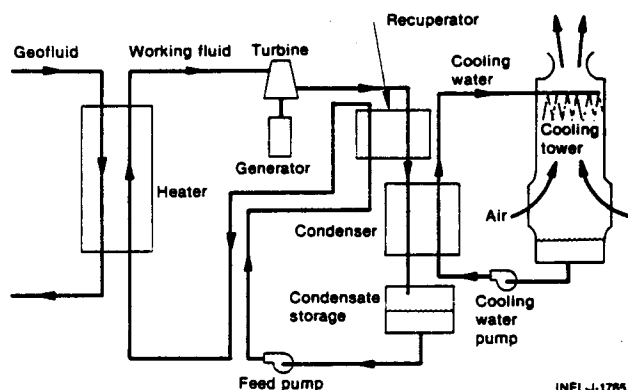 Recuperator
Geofluid
Working fluid
Turbine
Cooling
water
Cooling
tower
Generator
Heater
Air
Condenser
Condensate
storage
Cooling
water
pump
Feed pump
INEL-J-1785